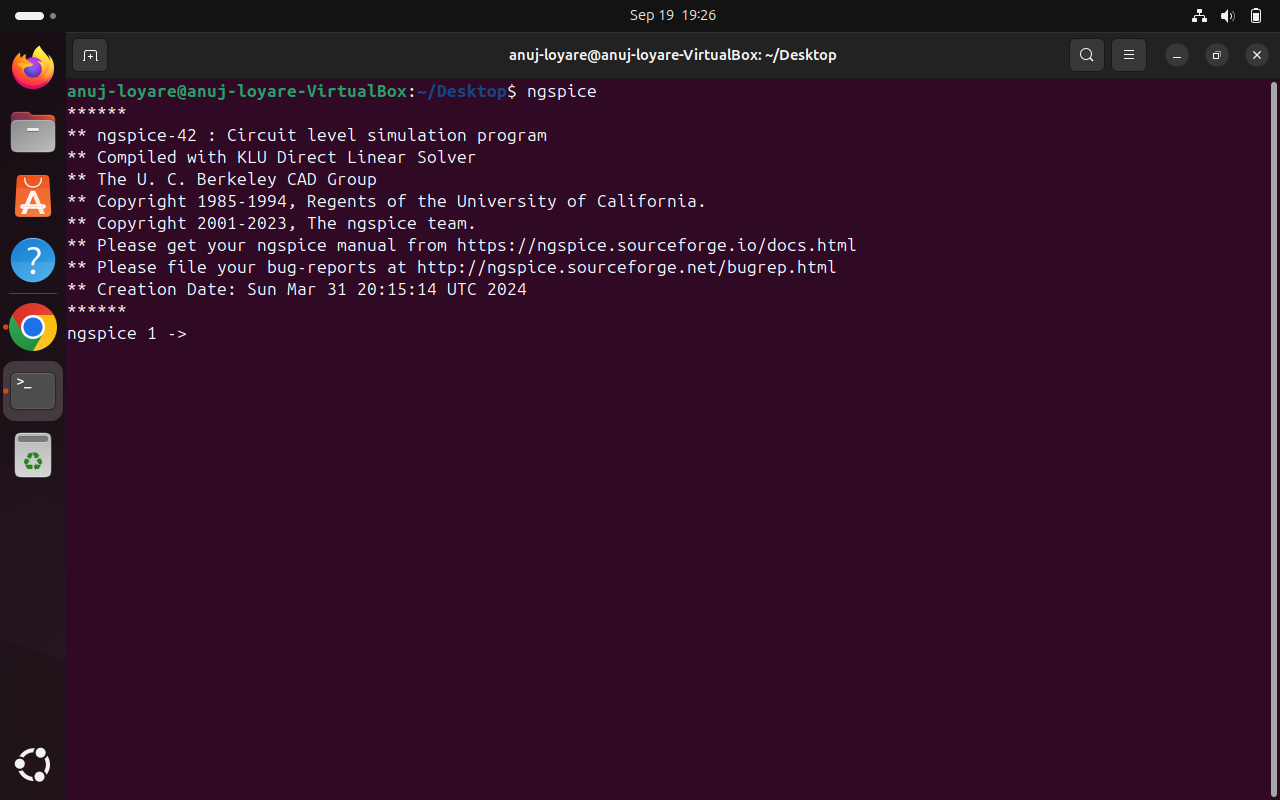 Sep 19 19:26
anuj-loyare@anuj-loyare-VirtualBox: ~/Desktop
anuj-loyare@anuj-loyare-VirtualBox:~/Desktop$ ngspice
******
** ngspice-42 : Circuit level simulation program
** Compiled with KLU Direct Linear Solver
** The U. C. Berkeley CAD Group
** Copyright 1985-1994, Regents of the University of California.
** Copyright 2001-2023, The ngspice team.
** Please get your ngspice manual from https://ngspice.sourceforge.io/docs.html
** Please file your bug-reports at http://ngspice.sourceforge.net/bugrep.html
** Creation Date: Sun Mar 31 20:15:14 UTC 2024
******
ngspice 1 ->